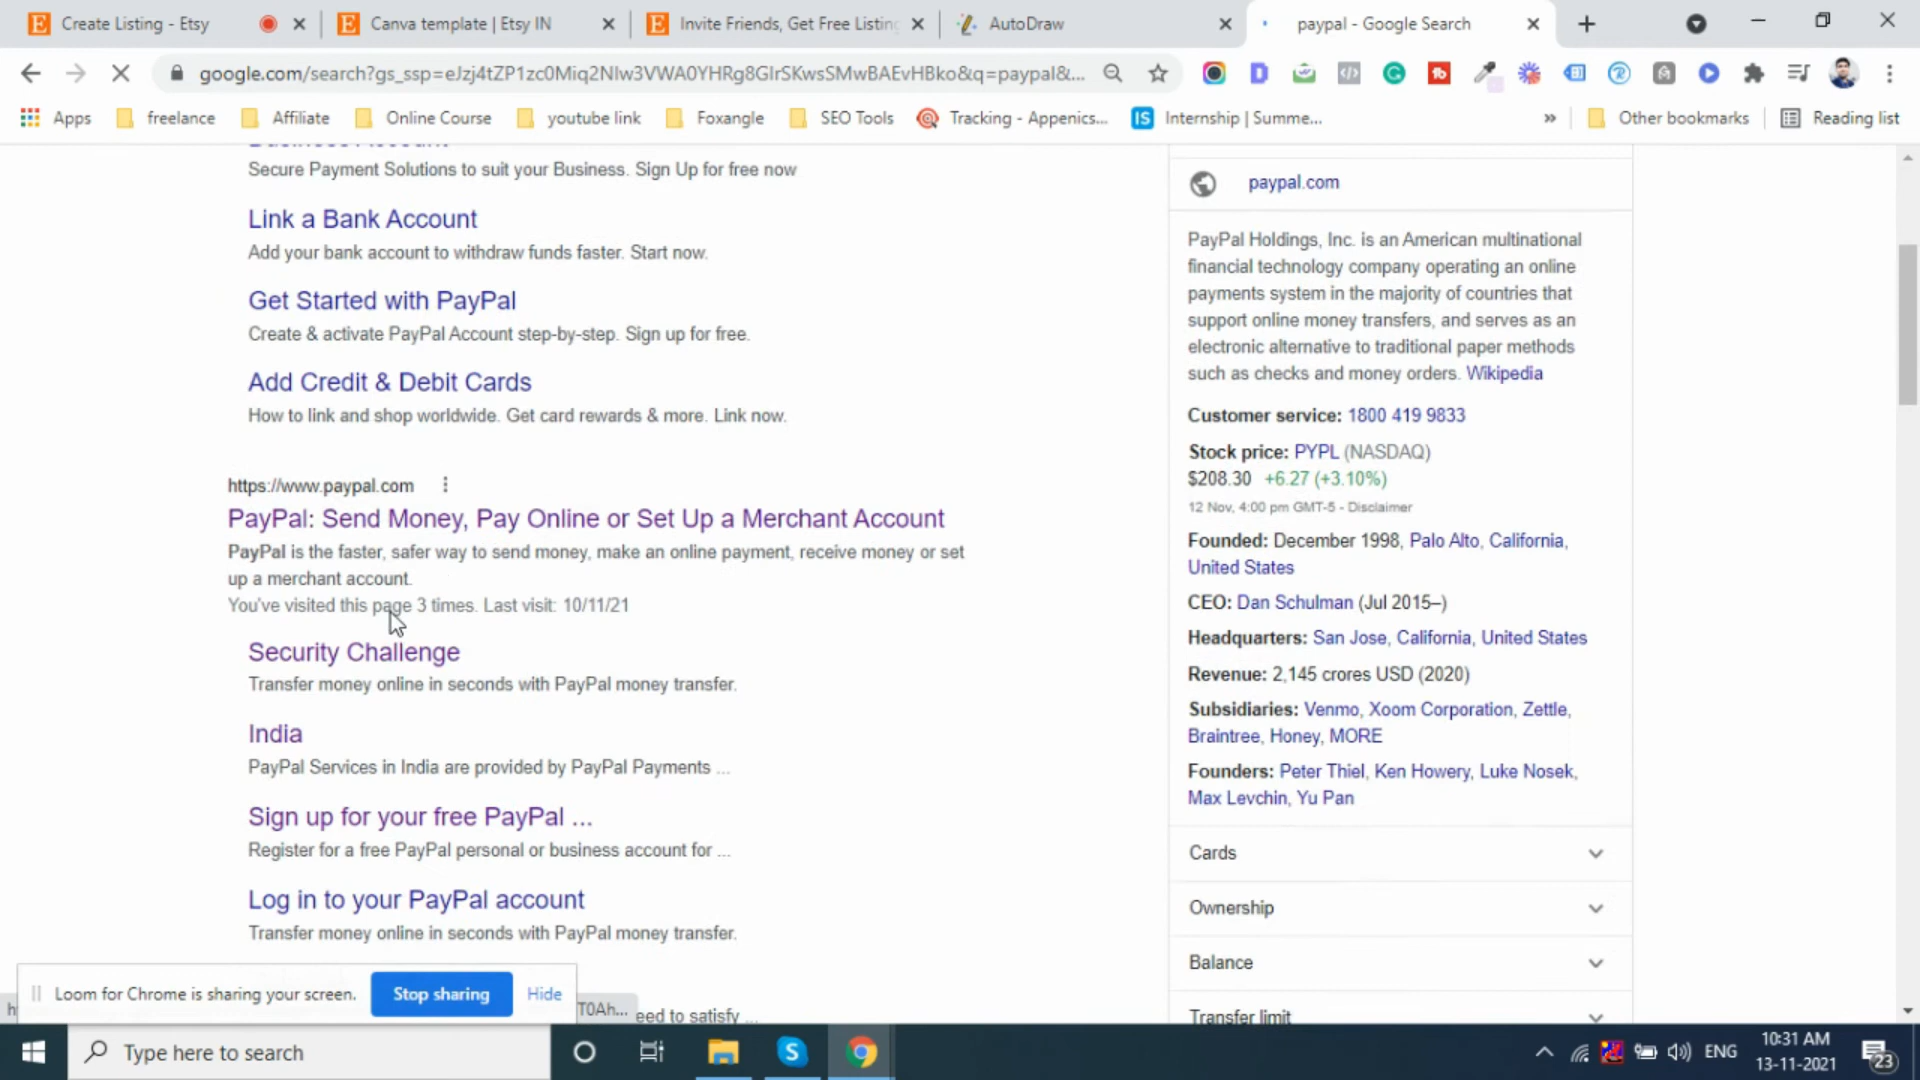 Create Listing - Etsy
Canva template | Etsy IN
Invite Friends, Get Free Listing
AutoDraw
paypal - Google Search
google.com/search?gs_ssp=eJzj4tZP1zc0Miq2NIw3VWA0YHRg8GIrSKwsSMwBAEvHBko&q=paypal&...
Apps
freelance
Affiliate
Online Course
youtube link
Foxangle
SEO Tools
Tracking - Appenics...
Internship | Summe...
»
Other bookmarks
Reading list
Business Account
Secure Payment Solutions to suit your Business. Sign Up for free now
Link a Bank Account
Add your bank account to withdraw funds faster. Start now.
Get Started with PayPal
Create & activate PayPal Account step-by-step. Sign up for free.
Add Credit & Debit Cards
How to link and shop worldwide. Get card rewards & more. Link now.
https://www.paypal.com
PayPal: Send Money, Pay Online or Set Up a Merchant Account
PayPal is the faster, safer way to send money, make an online payment, receive money or set
up a merchant account.
You've visited this page 3 times. Last visit: 10/11/21
Security Challenge
Transfer money online in seconds with PayPal money transfer.
India
PayPal Services in India are provided by PayPal Payments ...
Sign up for your free PayPal ...
Register for a free PayPal personal or business account for ...
Log in to your PayPal account
Transfer money online in seconds with PayPal money transfer.
eed to satisfy ...
paypal.com
PayPal Holdings, Inc. is an American multinational
financial technology company operating an online
payments system in the majority of countries that
support online money transfers, and serves as an
electronic alternative to traditional paper methods
such as checks and money orders. Wikipedia
Customer service: 1800 419 9833
Stock price: PYPL (NASDAQ)
$208.30 +6.27 (+3.10%)
12 Nov, 4:00 pm GMT-5 - Disclaimer
Founded: December 1998, Palo Alto, California,
United States
CEO: Dan Schulman (Jul 2015–)
Headquarters: San Jose, California, United States
Revenue: 2,145 crores USD (2020)
Subsidiaries: Venmo, Xoom Corporation, Zettle,
Braintree, Honey, MORE
Founders: Peter Thiel, Ken Howery, Luke Nosek,
Max Levchin, Yu Pan
Cards
Ownership
Balance
Transfer limit
Loom for Chrome is sharing your screen.
Stop sharing
Hide
T0Ah...
Type here to search
ENG
10:31 AM
13-11-2021
23